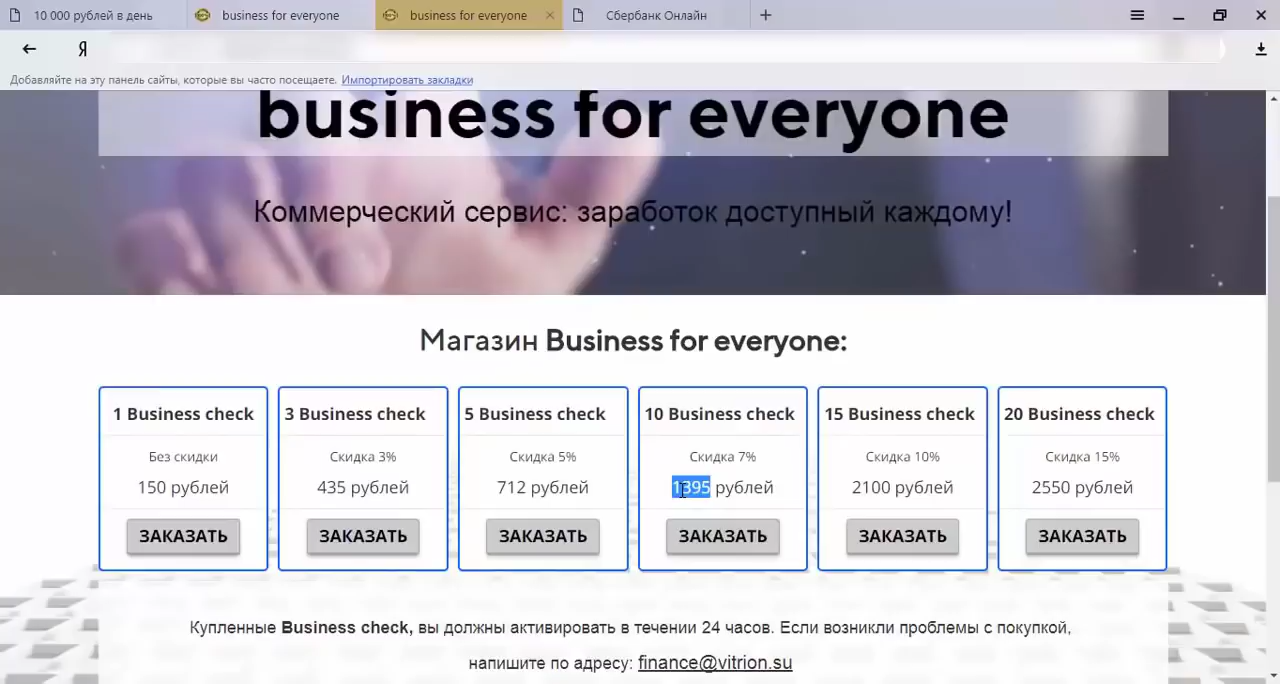 10 000 рублей в день
business for everyone
business for everyone
Сбербанк Онлайн
Я
Добавляйте на эту панель сайты, которые вы часто посещаете. Импортировать закладки
business for everyone
Коммерческий сервис: заработок доступный каждому!
Магазин Business for everyone:
1 Business check
Без скидки
150 рублей
ЗАКАЗАТЬ
3 Business check
Скидка 3%
435 рублей
ЗАКАЗАТЬ
5 Business check
Скидка 5%
712 рублей
ЗАКАЗАТЬ
10 Business check
Скидка 7%
1395 рублей
ЗАКАЗАТЬ
15 Business check
Скидка 10%
2100 рублей
ЗАКАЗАТЬ
20 Business check
Скидка 15%
2550 рублей
ЗАКАЗАТЬ
Купленные Business check, вы должны активировать в течении 24 часов. Если возникли проблемы с покупкой,
напишите по адресу: finance@vitrion.su